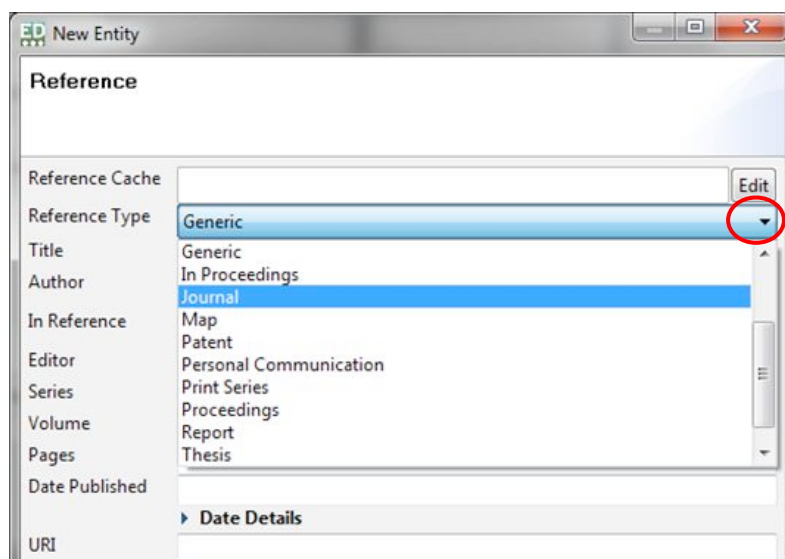 New Entity
Reference
Reference Cache
Edit
Reference Type
Generic
Title
Generic
Author
In Proceedings
Journal
In Reference
Map
Patent
Editor
Personal Communication
Series
Print Series
Volume
Proceedings
Report
Pages
Thesis
Date Published
Date Details
URI